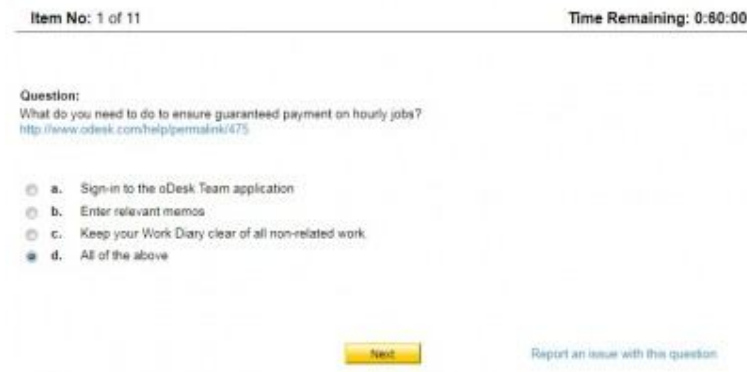 Item No: 1 of 11
Time Remaining: 0:60:00
Question:
What do you need to do to ensure guaranteed payment on hourly jobs?
http://www.odesk.com/help/permalink/475
a. Sign-in to the oDesk Team application
b. Enter relevant memos
c. Keep your Work Diary clear of all non-related work
d. All of the above
Next
Report an issue with this question